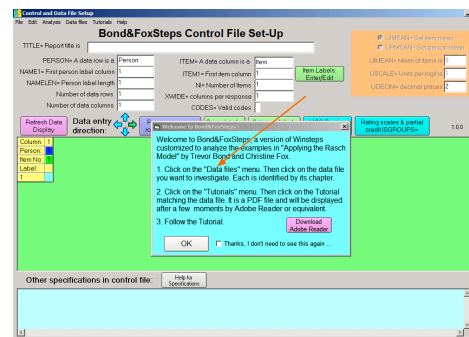 Control and Data File Setup
File Edit Analysis Data files Tutorials Help
Bond&FoxSteps Control File Set-Up
TITLE= Report title is
PERSON= A data row is a Person
ITEM= A data column is a Item
NAME1= First person label column 1
ITEM1= First item column 1
NAMELEN= Person label length 1
NI= Number of items 1
Number of data rows 1
XWIDE= columns per response 1
Number of data columns 1
CODES= Valid codes
Item Labels: Enter/Edit
UIMEAN= Set item mean
UPMEAN= Set person mean
UIMEAN= Mean of items is 0
USCALE= Units per logit is 1
UDECIM= decimal places 2
Refresh Data Display
Data entry direction:
Rating scales & partial credit ISGROUPS=
1.0.0
Column: 1
Person:
Item No: 1
Label:
1
Welcome to Bond&FoxSteps
Welcome to Bond&FoxSteps, a version of Winsteps
customized to analyze the examples in "Applying the Rasch
Model" by Trevor Bond and Christine Fox.
1. Click on the "Data files" menu. Then click on the data file
you want to investigate. Each is identified by its chapter.
2. Click on the "Tutorials" menu. Then click on the Tutorial
matching the data file. It is a PDF file and will be displayed
after a few moments by Adobe Reader or equivalent.
3. Follow the Tutorial.
Download Adobe Reader
OK
Thanks, I don't need to see this again ...
Other specifications in control file:
Help for Specifications